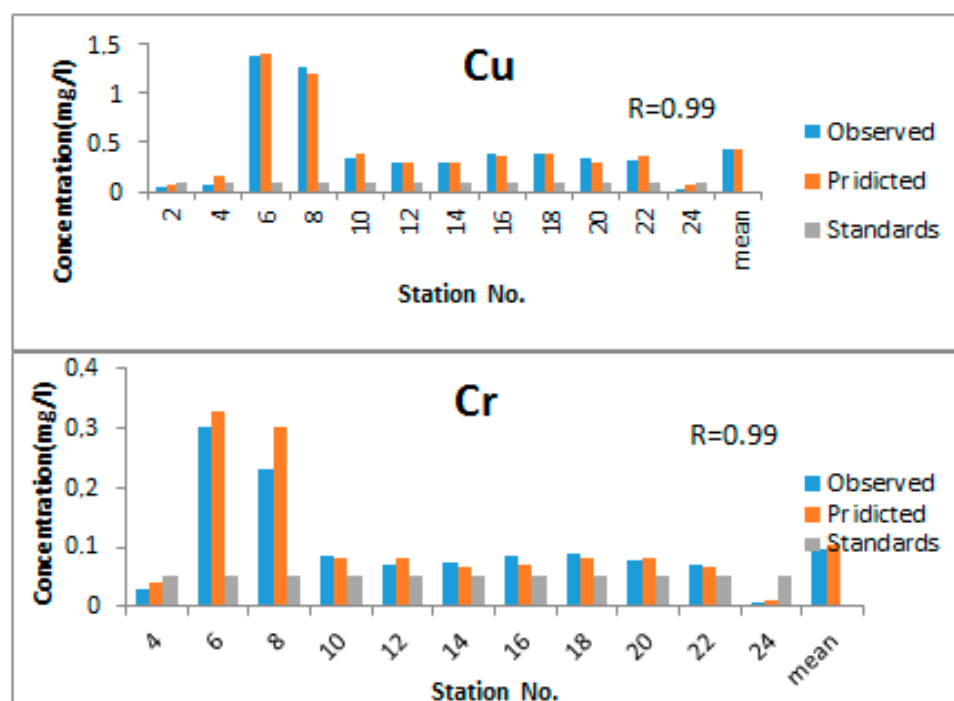 Cu
R=0.99
Concentration(mg/l)
1.5
1
0.5
0
2 4 6 8 10 12 14 16 18 20 22 24 mean
Station No.
Observed
Pridicted
Standards
Cr
R=0.99
Concentration(mg/l)
0.4
0.3
0.2
0.1
0
4 6 8 10 12 14 16 18 20 22 24 mean
Station No.
Observed
Pridicted
Standards